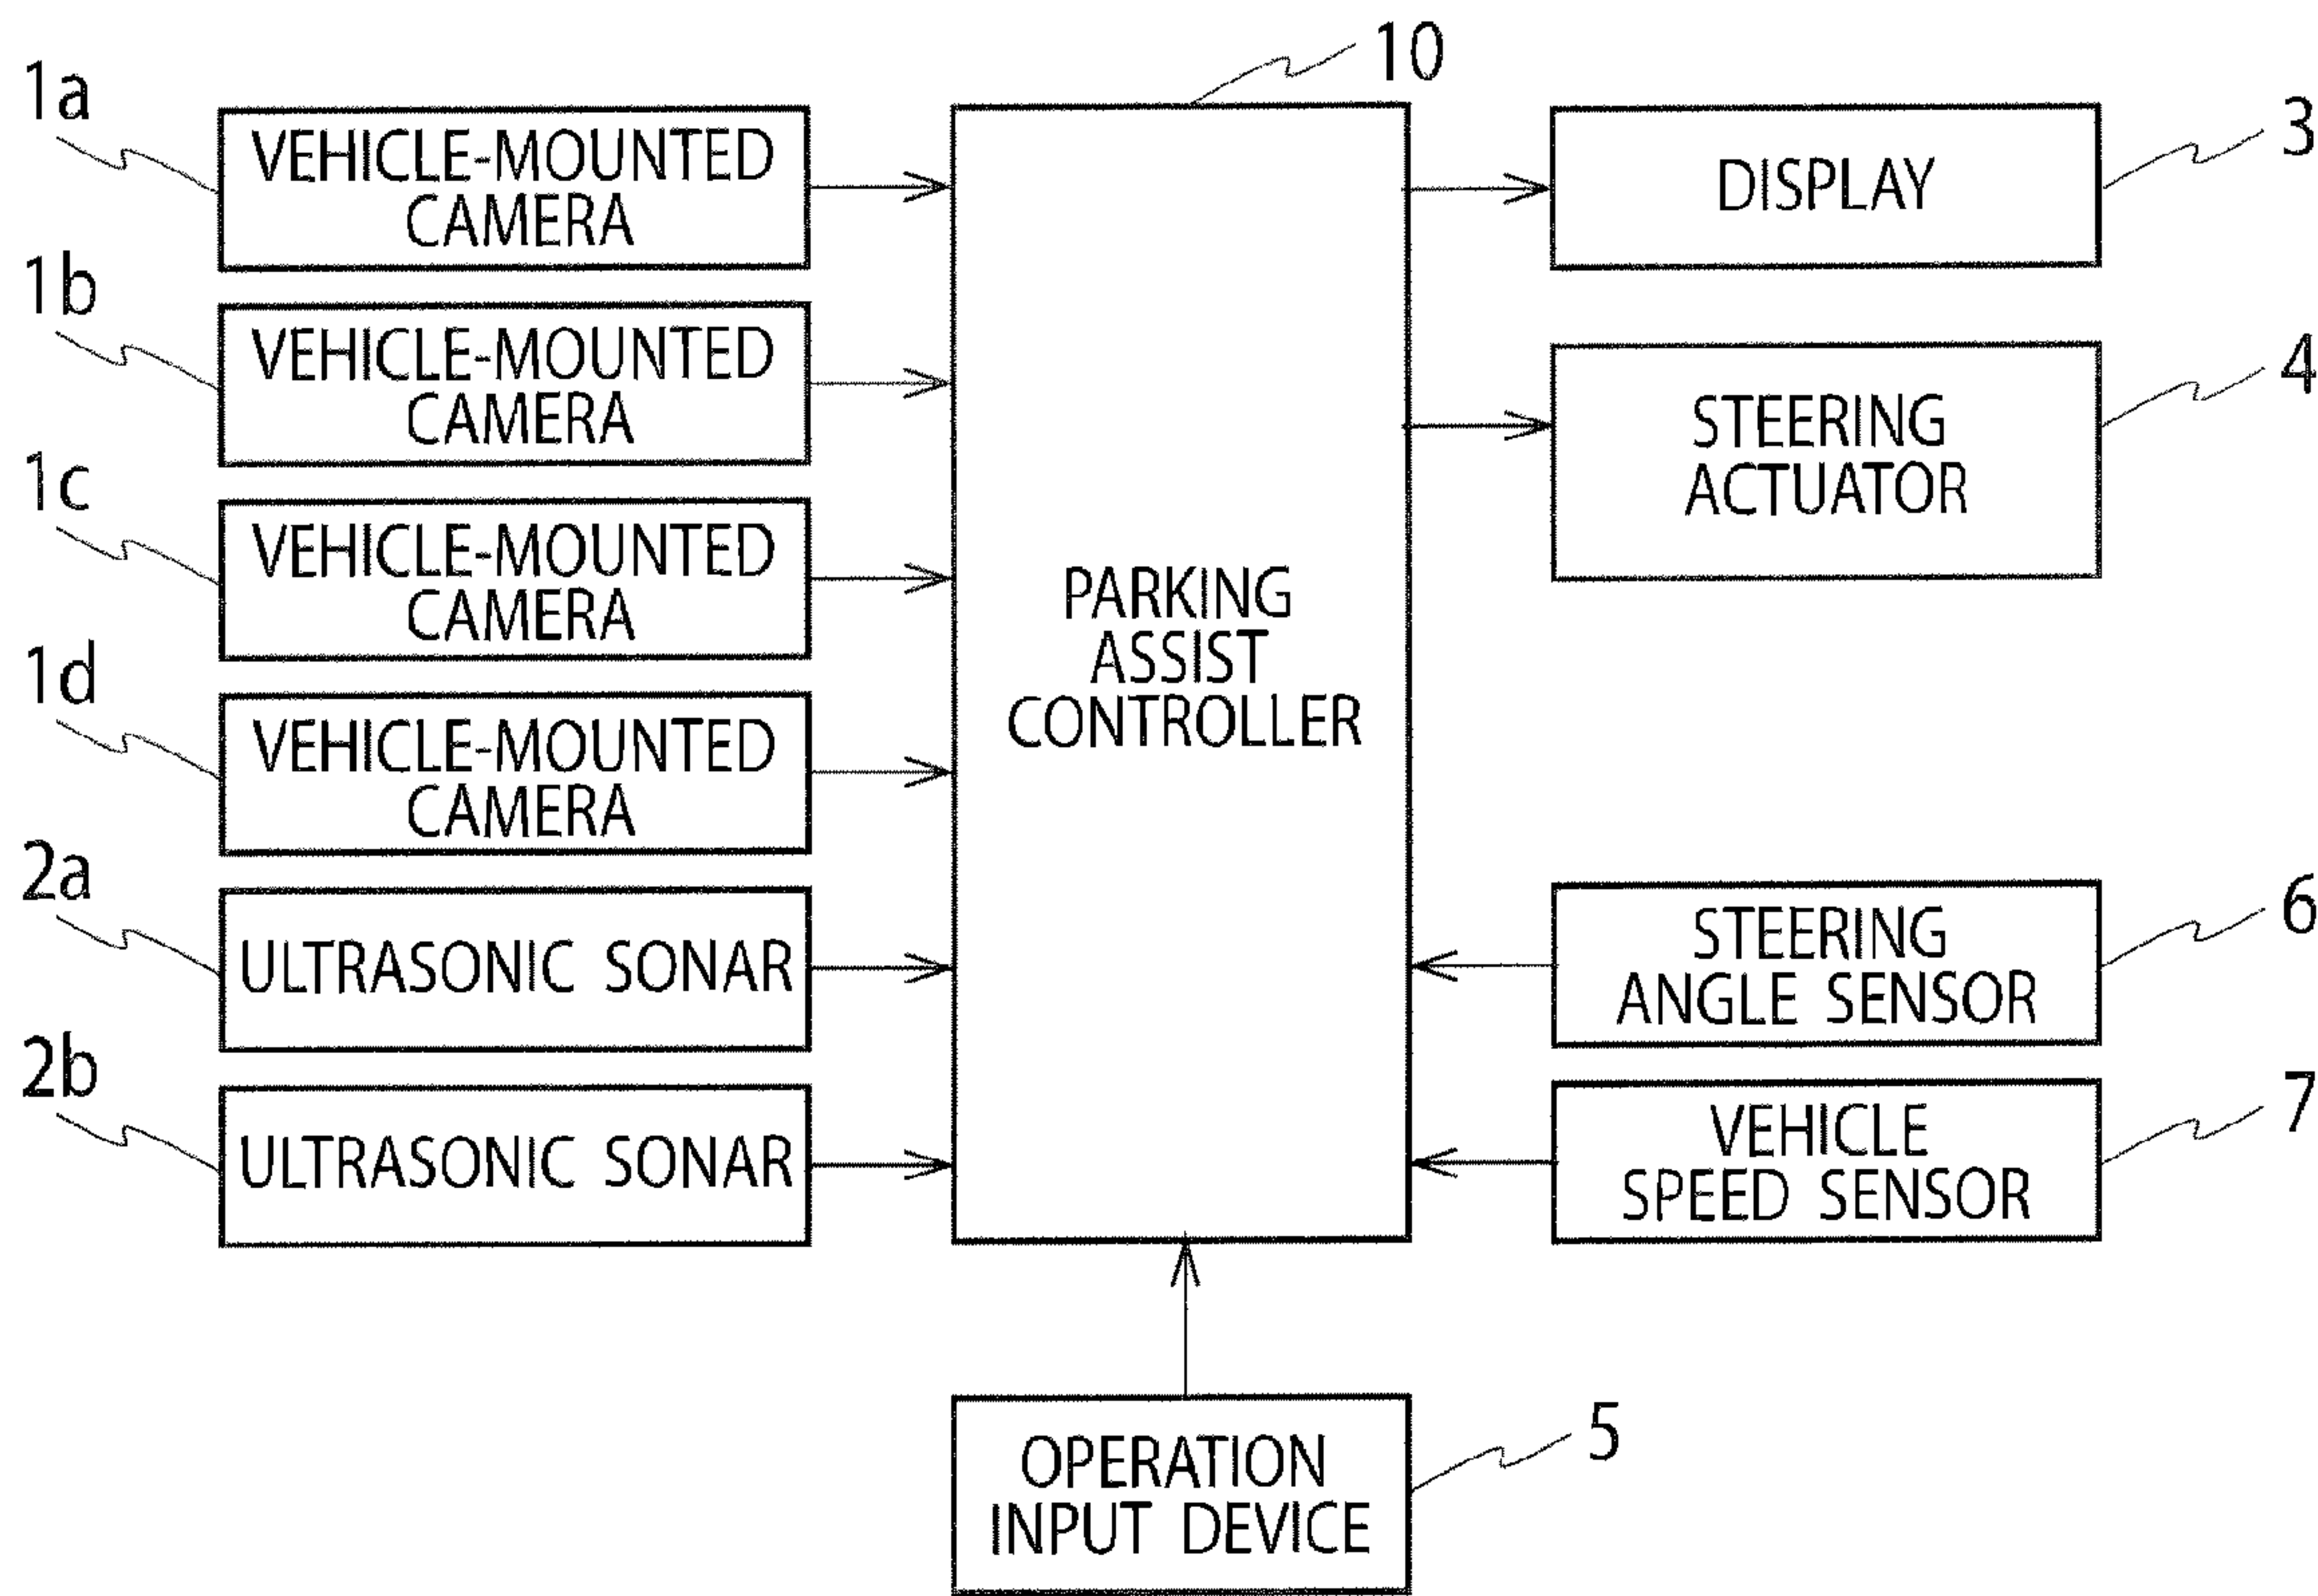 10
1a
VEHICLE-MOUNTED
CAMERA
1b
VEHICLE-MOUNTED
CAMERA
1c
VEHICLE-MOUNTED
CAMERA
1d
VEHICLE-MOUNTED
CAMERA
2a
ULTRASONIC SONAR
2b
ULTRASONIC SONAR
PARKING
ASSIST
CONTROLLER
DISPLAY
3
STEERING
ACTUATOR
4
STEERING
ANGLE SENSOR
6
VEHICLE
SPEED SENSOR
7
OPERATION
INPUT DEVICE
5